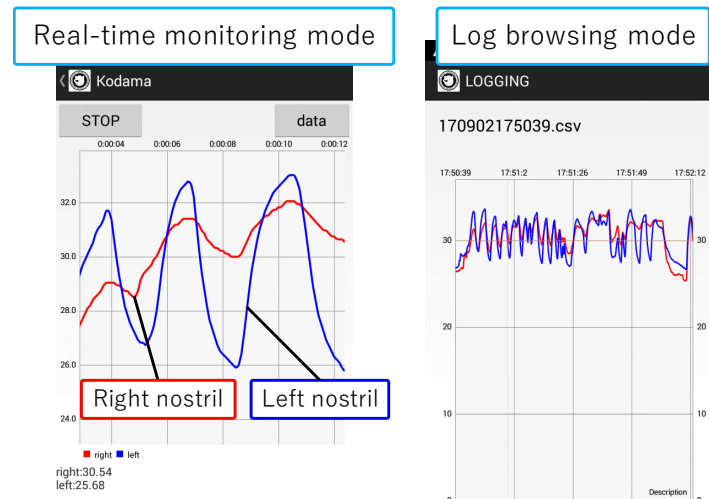 Real-time monitoring mode
Kodama
STOP
data
0:00:04 0:00:06 0:00:08 0:00:10 0:00:12
32.0
30.0
28.0
26.0
24.0
Right nostril
Left nostril
right left
right:30.54
left:25.68
Log browsing mode
LOGGING
170902175039.csv
17:50:39 17:51:2 17:51:26 17:51:49 17:52:12
30 30
20 20
10 10
Description